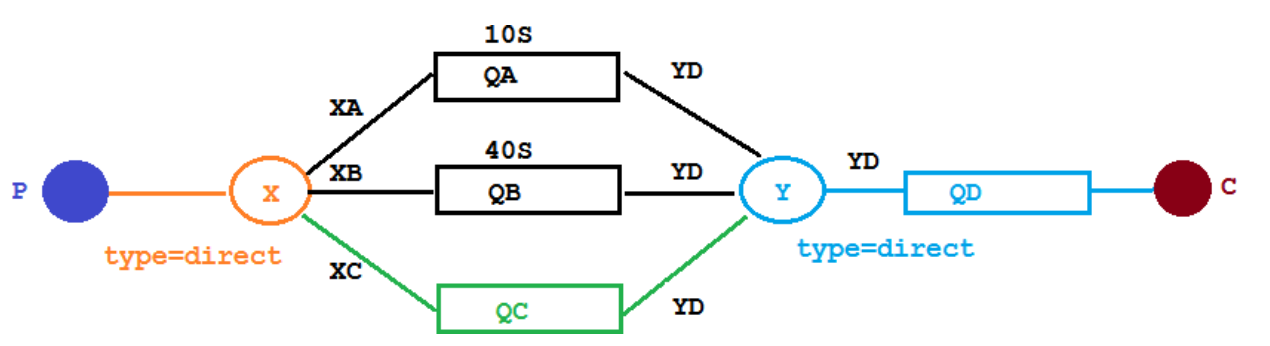 10S
QA
YD
XA
40S
XB
YD
YD
P
X
QB
Y
QD
C
type=direct
type=direct
XC
QC
YD